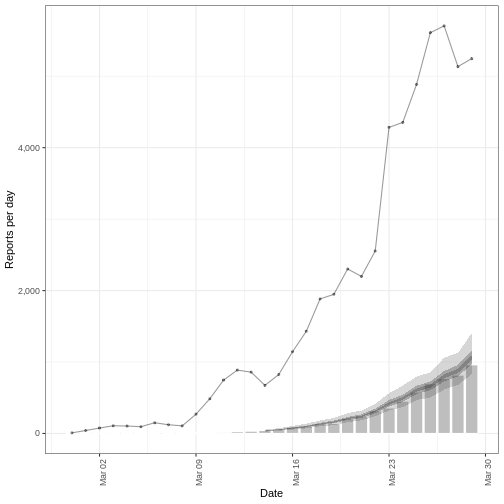 Reports per day
4,000
2,000
0
Mar 02
Mar 09
Mar 16
Mar 23
Mar 30
Date